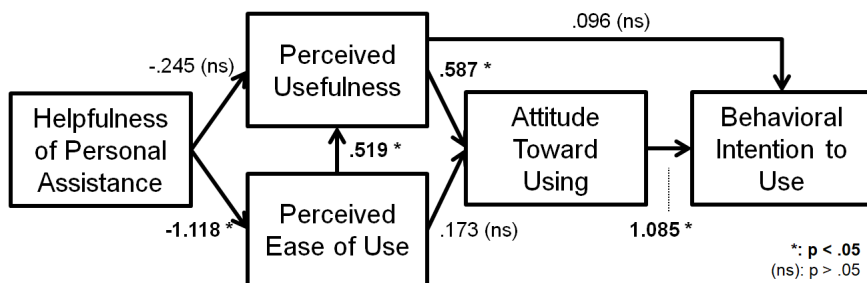 .096 (ns)
Perceived
Usefulness
-.245 (ns)
.587 *
Helpfulness
of Personal
Assistance
Attitude
Toward
Using
Behavioral
Intention to
Use
.519 *
Perceived
Ease of Use
-1.118 *
.173 (ns)
1.085 *
*: p < .05
(ns): p > .05